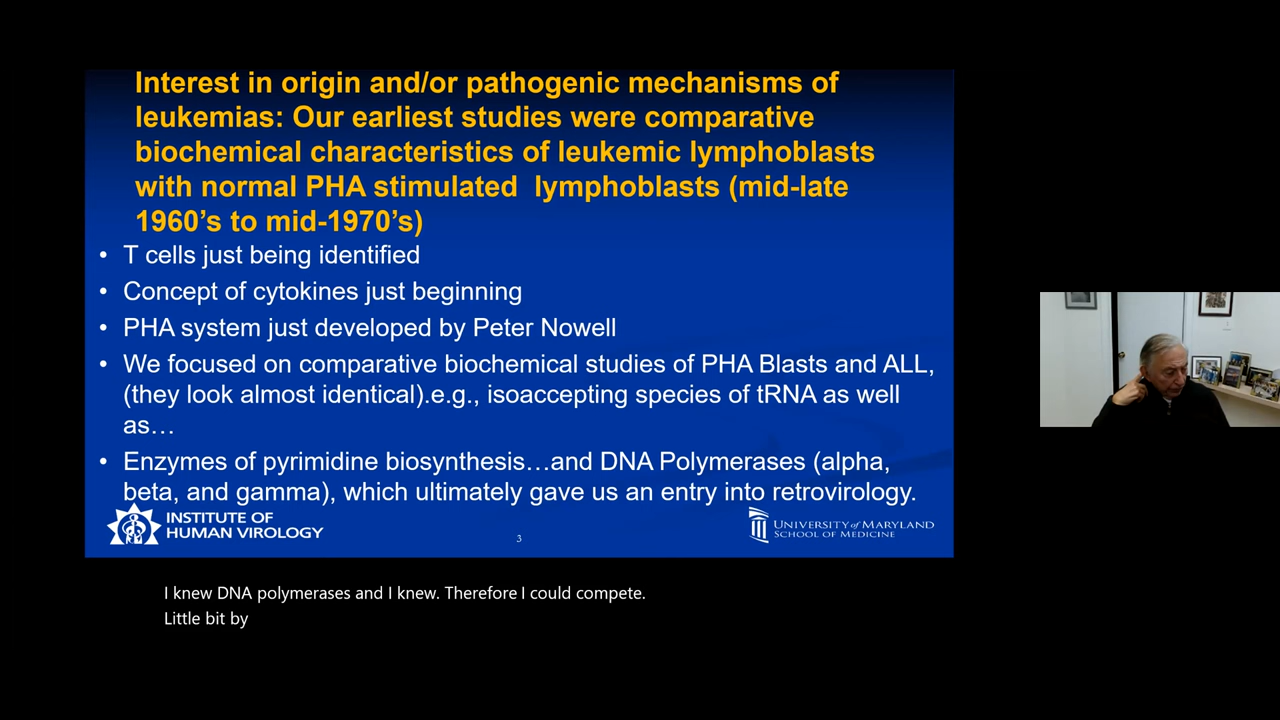 Interest in origin and/or pathogenic mechanisms of
leukemias: Our earliest studies were comparative
biochemical characteristics of leukemic lymphoblasts
with normal PHA stimulated  lymphoblasts (mid-late
1960’s to mid-1970’s)
• T cells just being identified
• Concept of cytokines just beginning
• PHA system just developed by Peter Nowell
• We focused on comparative biochemical studies of PHA Blasts and ALL,
(they look almost identical).e.g., isoaccepting species of tRNA as well
as…
• Enzymes of pyrimidine biosynthesis…and DNA Polymerases (alpha,
beta, and gamma), which ultimately gave us an entry into retrovirology.
INSTITUTE OF
HUMAN VIROLOGY
3
UNIVERSITY of MARYLAND
SCHOOL OF MEDICINE
I knew DNA polymerases and I knew. Therefore I could compete.
Little bit by